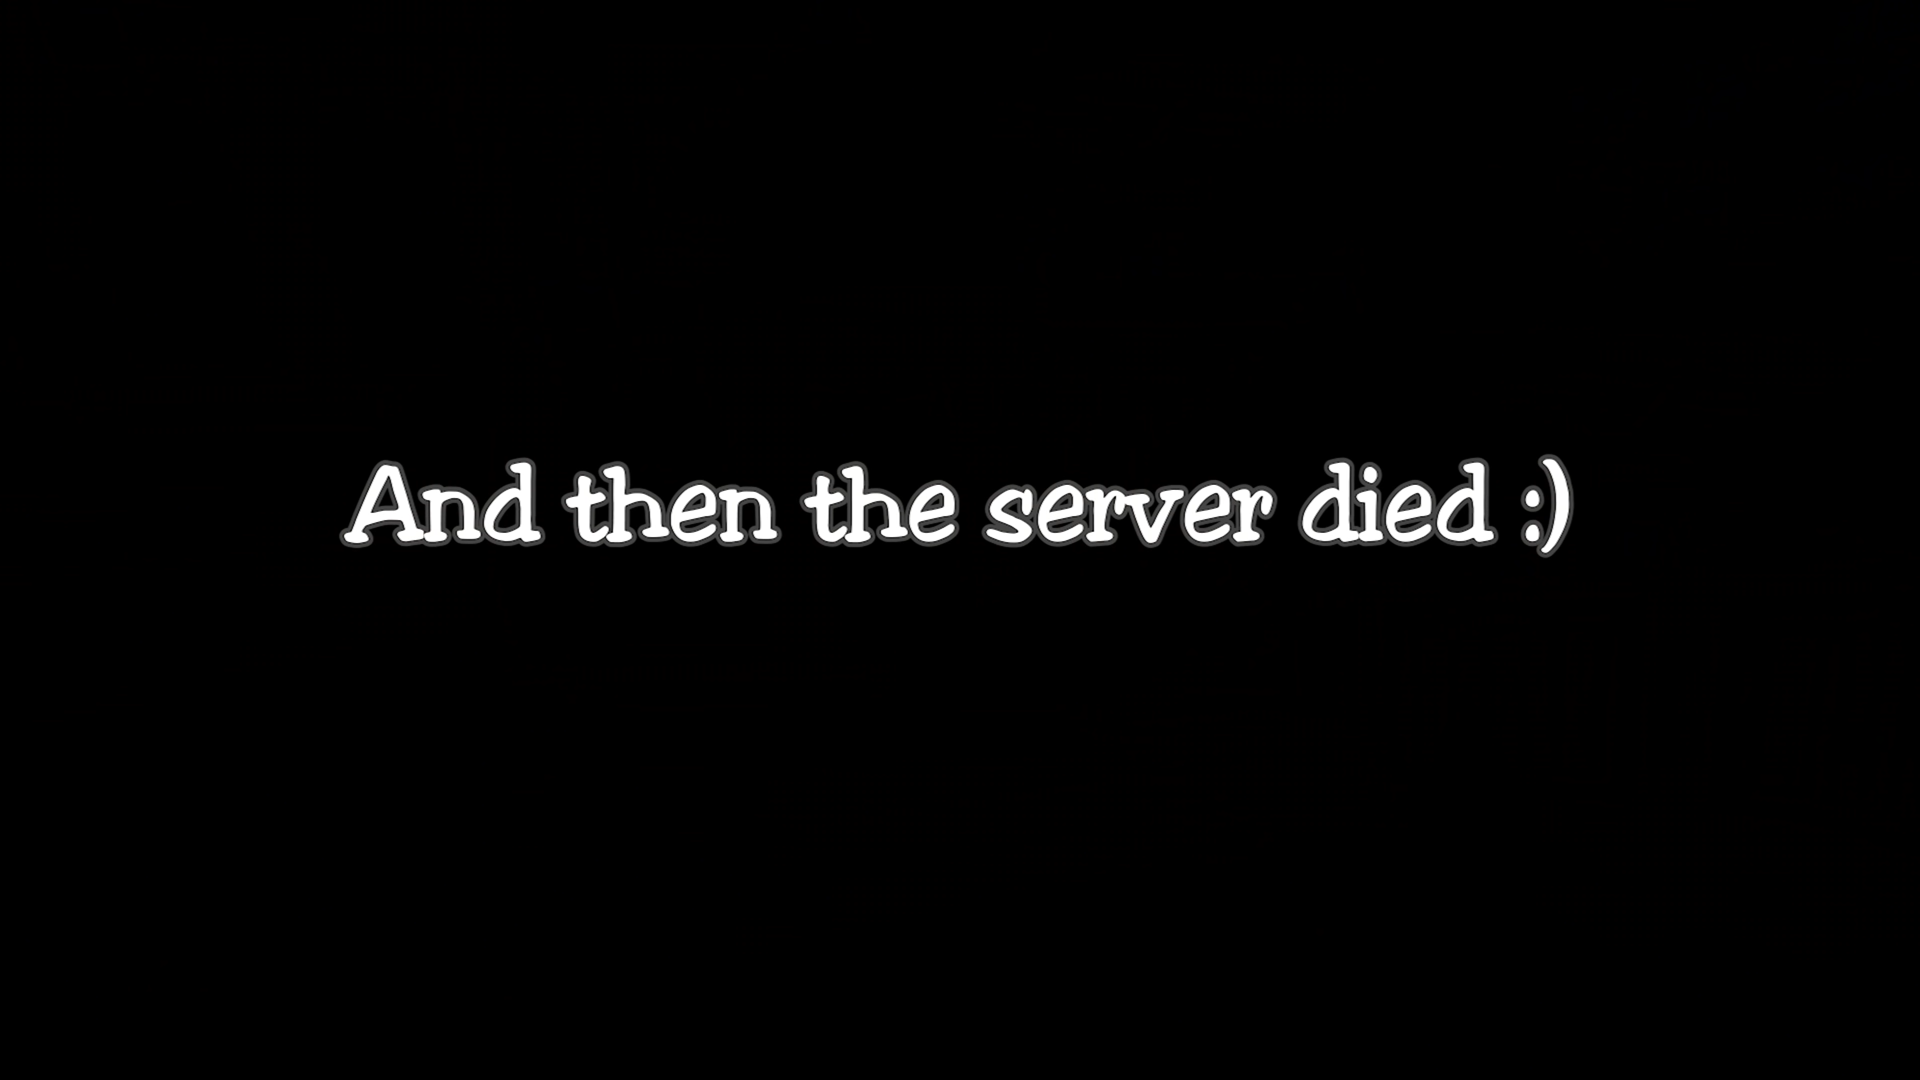 And then the server died :)